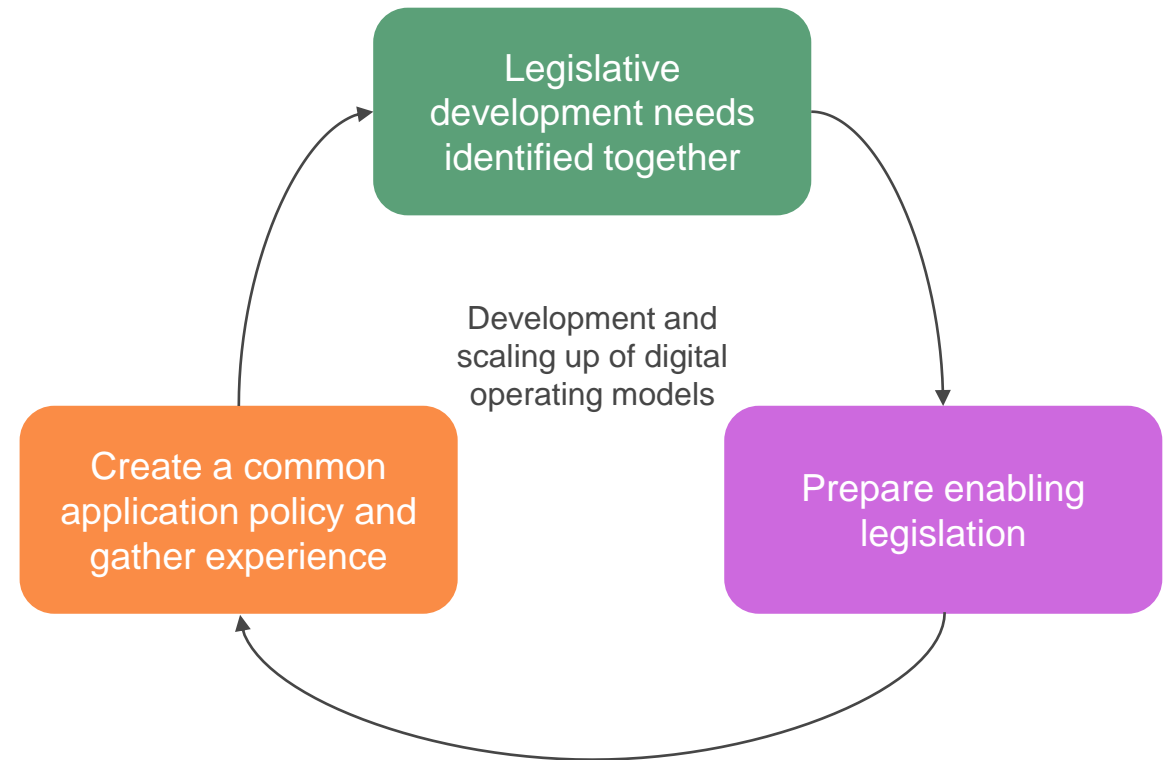 Legislative
development needs
identified together
Development and
scaling up of digital
operating models
Create a common
application policy and
gather experience
Prepare enabling
legislation